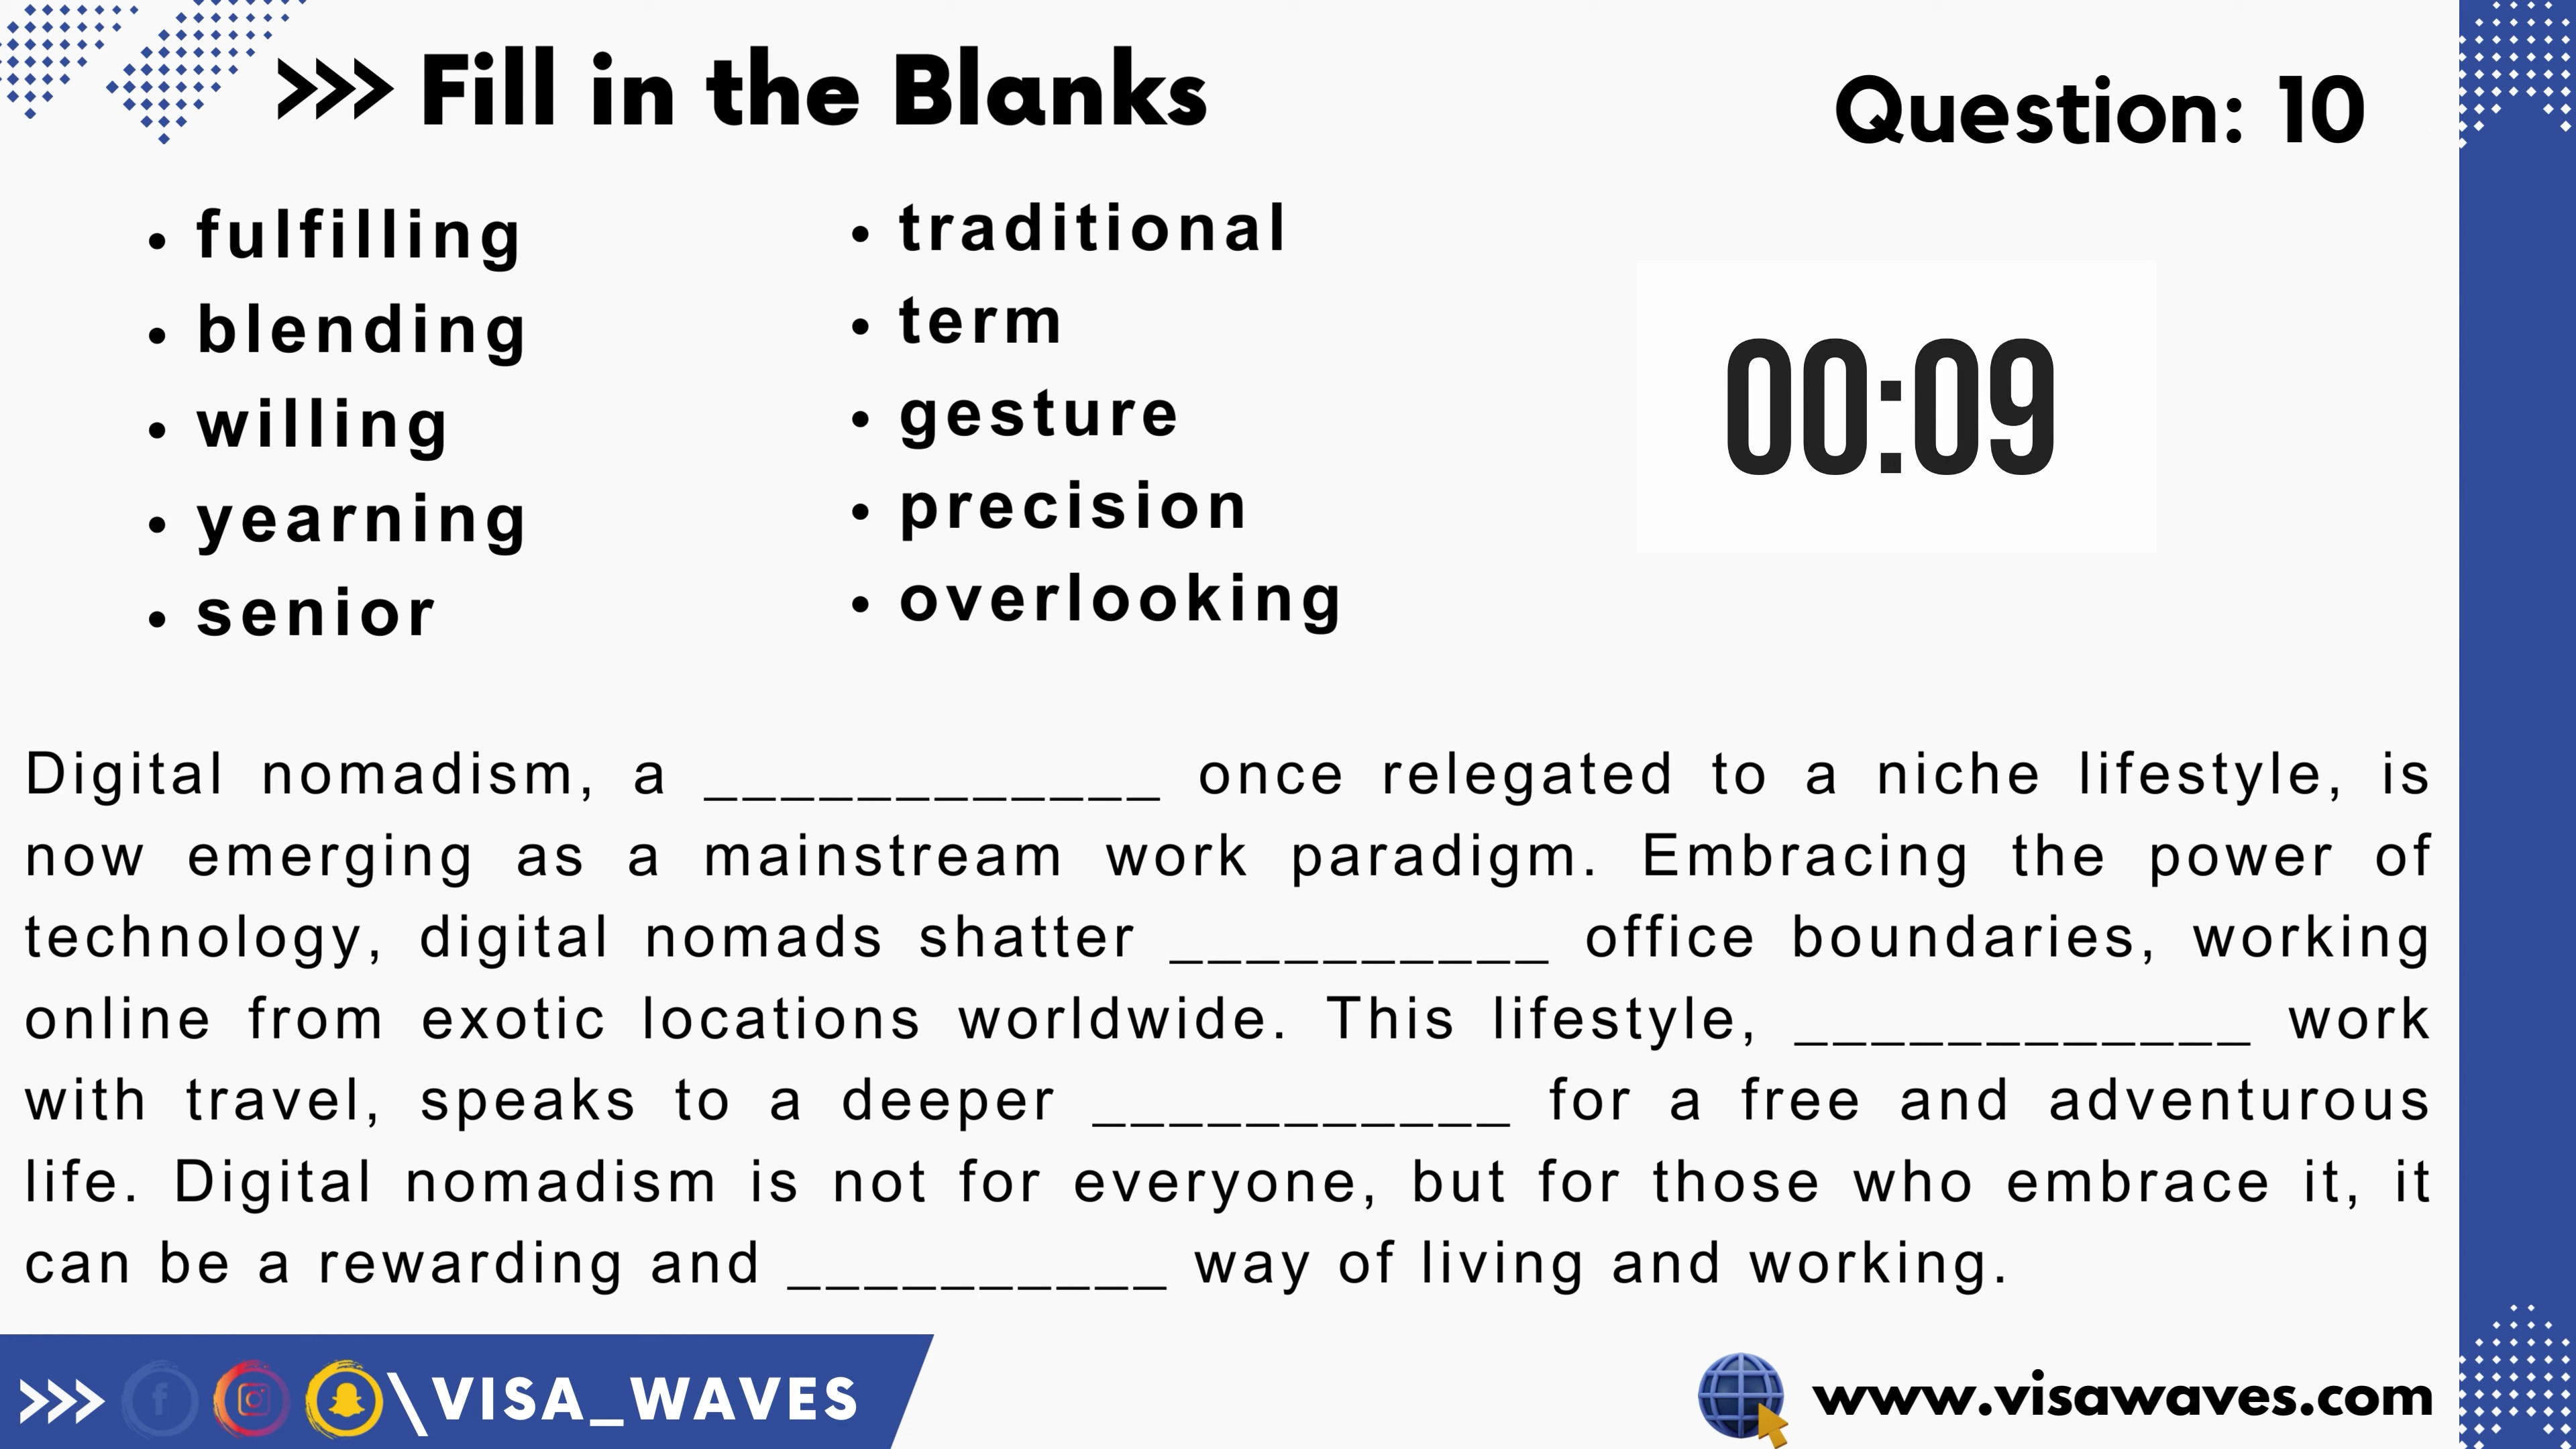 >>> Fill in the Blanks
Question: 10
• fulfilling
• blending
• willing
• yearning
• senior
• traditional
• term
• gesture
• precision
• overlooking
00:09
Digital nomadism, a ____________ once relegated to a niche lifestyle, is
now emerging as a mainstream work paradigm. Embracing the power of
technology, digital nomads shatter __________ office boundaries, working
online from exotic locations worldwide. This lifestyle, ____________ work
with travel, speaks to a deeper ___________ for a free and adventurous
life. Digital nomadism is not for everyone, but for those who embrace it, it
can be a rewarding and __________ way of living and working.
>>> \VISA_WAVES
www.visawaves.com